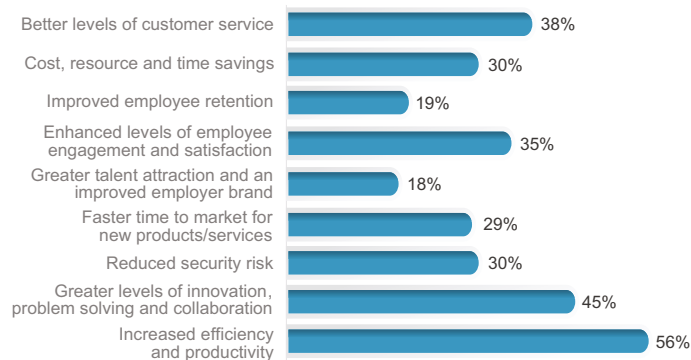 Better levels of customer service 38%
Cost, resource and time savings 30%
Improved employee retention 19%
Enhanced levels of employee
engagement and satisfaction 35%
Greater talent attraction and an
improved employer brand 18%
Faster time to market for
new products/services 29%
Reduced security risk 30%
Greater levels of innovation,
problem solving and collaboration 45%
Increased efficiency
and productivity 56%